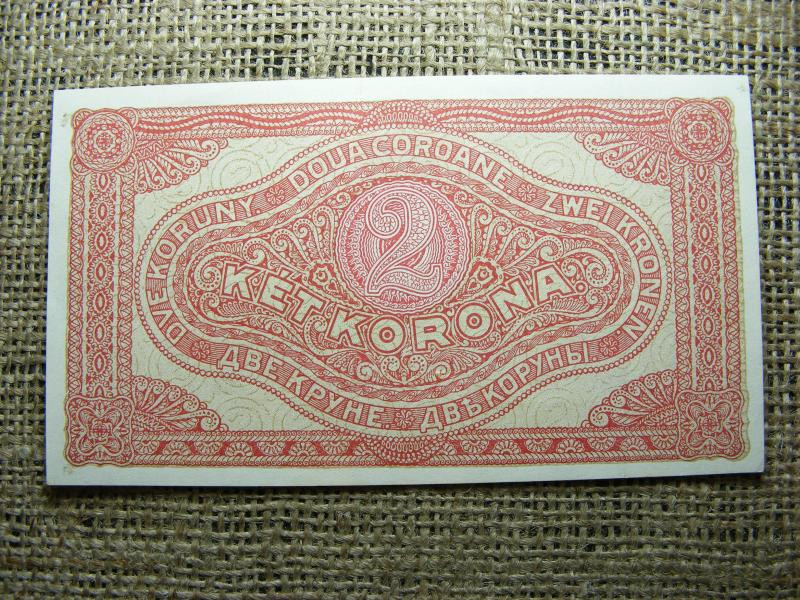 DVE KORUNY
DOUA COROANE
ZWEI KRONEN
2
KÉT KORONA.
ДВЕ КРУНЕ.
ДВѢ КОРУНЫ